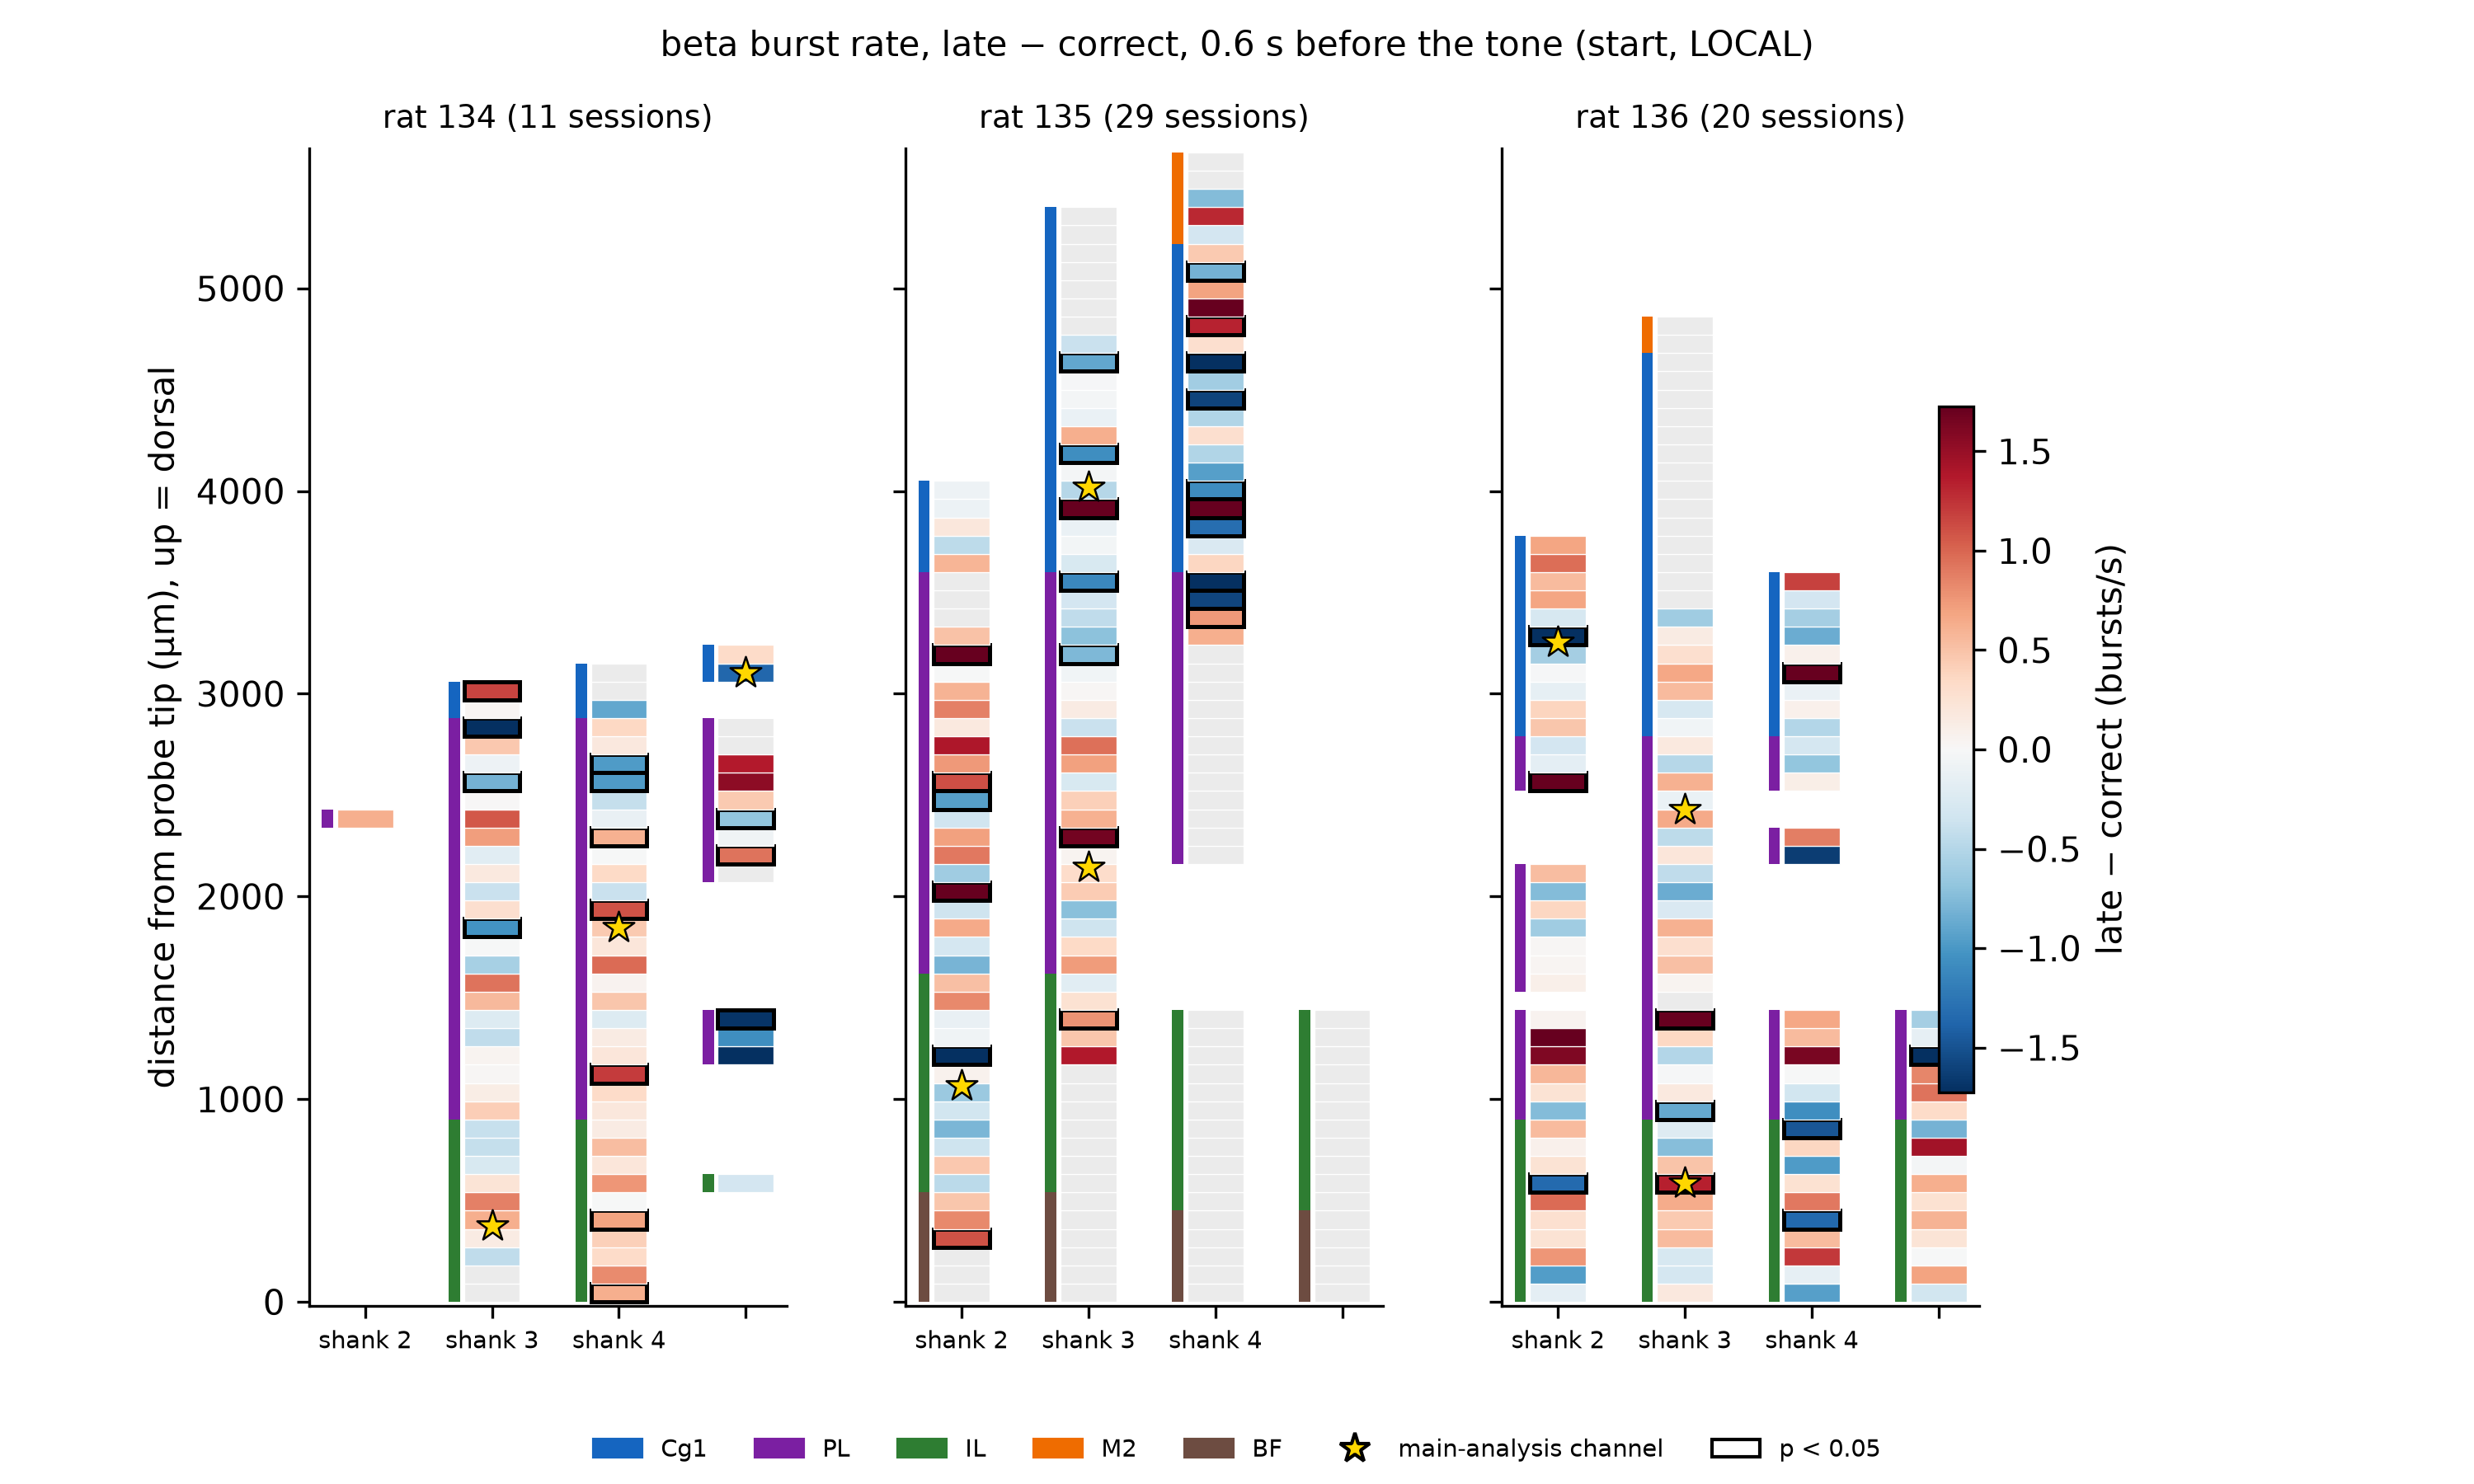 beta burst rate, late − correct, 0.6 s before the tone (start, LOCAL)
rat 134 (11 sessions)
rat 135 (29 sessions)
rat 136 (20 sessions)
distance from probe tip (µm), up = dorsal
5000
4000
3000
2000
1000
0
shank 2
shank 3
shank 4
shank 2
shank 3
shank 4
shank 2
shank 3
shank 4
1.5
1.0
0.5
0.0
−0.5
−1.0
−1.5
late − correct (bursts/s)
Cg1
PL
IL
M2
BF
main-analysis channel
p < 0.05